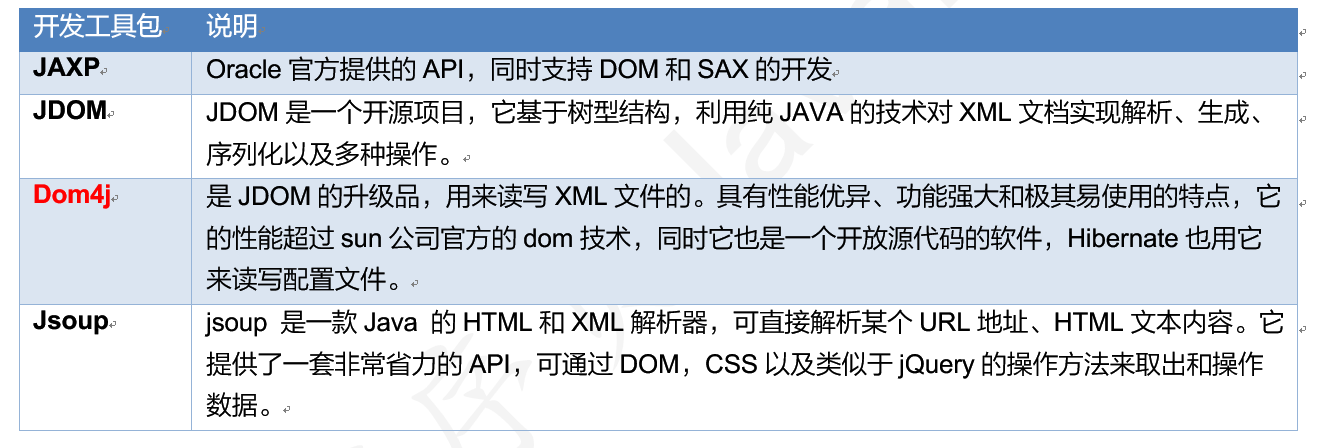 开发工具包 说明
JAXP Oracle 官方提供的 API，同时支持 DOM 和 SAX 的开发
JDOM JDOM 是一个开源项目，它基于树型结构，利用纯 JAVA 的技术对 XML 文档实现解析、生成、
序列化以及多种操作。
Dom4j 是 JDOM 的升级品，用来读写 XML 文件的。具有性能优异、功能强大和极其易使用的特点，它
的性能超过 sun 公司官方的 dom 技术，同时它也是一个开放源代码的软件，Hibernate 也用它
来读写配置文件。
Jsoup jsoup 是一款 Java 的 HTML 和 XML 解析器，可直接解析某个 URL 地址、HTML 文本内容。它
提供了一套非常省力的 API，可通过 DOM，CSS 以及类似于 jQuery 的操作方法来取出和操作
数据。